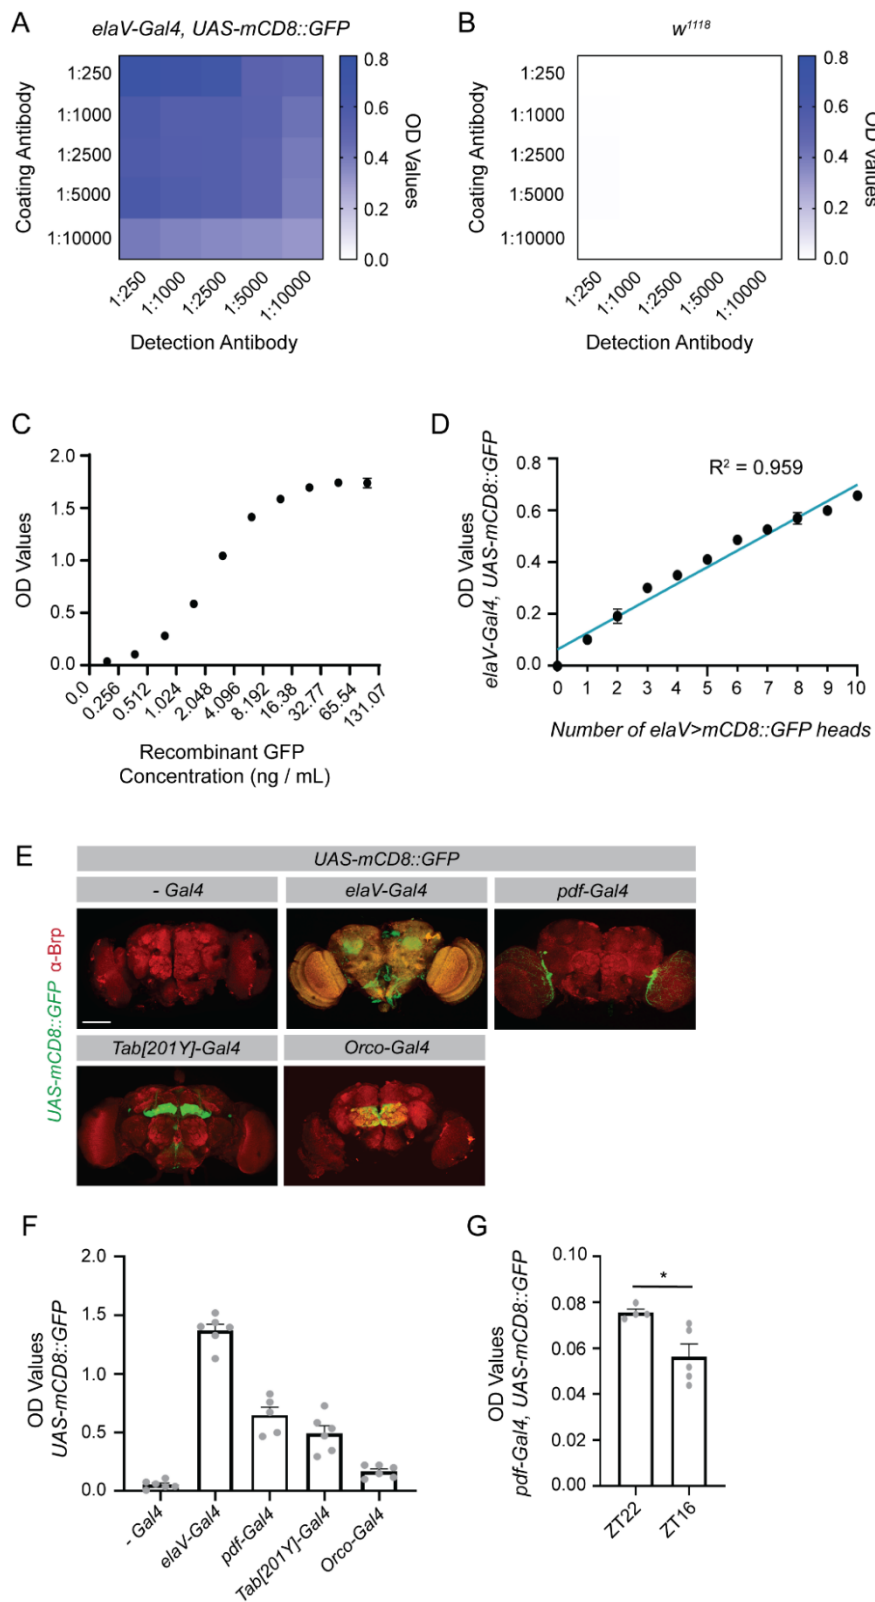 A
elaV-Gal4, UAS-mCD8::GFP
Coating Antibody
1:250
1:1000
1:2500
1:5000
1:10000
0.8
0.6
0.4
0.2
0.0
OD Values
1:250
1:1000
1:2500
1:5000
1:10000
Detection Antibody
B
w1118
Coating Antibody
1:250
1:1000
1:2500
1:5000
1:10000
0.8
0.6
0.4
0.2
0.0
OD Values
1:250
1:1000
1:2500
1:5000
1:10000
Detection Antibody
C
OD Values
2.0
1.5
1.0
0.5
0.0
0.0
0.256
0.512
1.024
2.048
4.096
8.192
16.38
32.77
65.54
131.07
Recombinant GFP
Concentration (ng / mL)
D
OD Values
elaV-Gal4, UAS-mCD8::GFP
R2 = 0.959
0.8
0.6
0.4
0.2
0.0
0 1 2 3 4 5 6 7 8 9 10
Number of elaV>mCD8::GFP heads
E
UAS-mCD8::GFP
- Gal4
elaV-Gal4
pdf-Gal4
UAS-mCD8::GFP α-Brp
Tab[201Y]-Gal4
Orco-Gal4
F
OD Values
UAS-mCD8::GFP
2.0
1.5
1.0
0.5
0.0
- Gal4
elaV-Gal4
pdf-Gal4
Tab[201Y]-Gal4
Orco-Gal4
G
OD Values
pdf-Gal4, UAS-mCD8::GFP
0.10
0.08
0.06
0.04
0.02
0.00
*
ZT22
ZT16